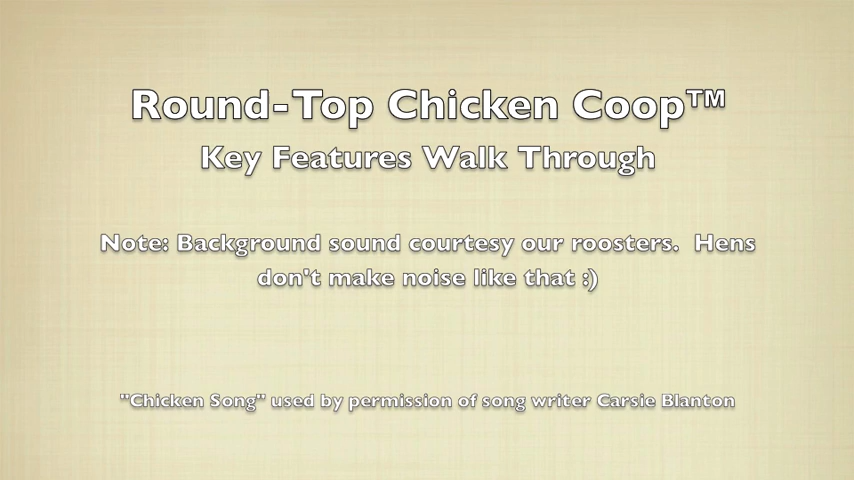 Round-Top Chicken Coop™
Key Features Walk Through
Note: Background sound courtesy our roosters.  Hens
don't make noise like that :)
"Chicken Song" used by permission of song writer Carsie Blanton